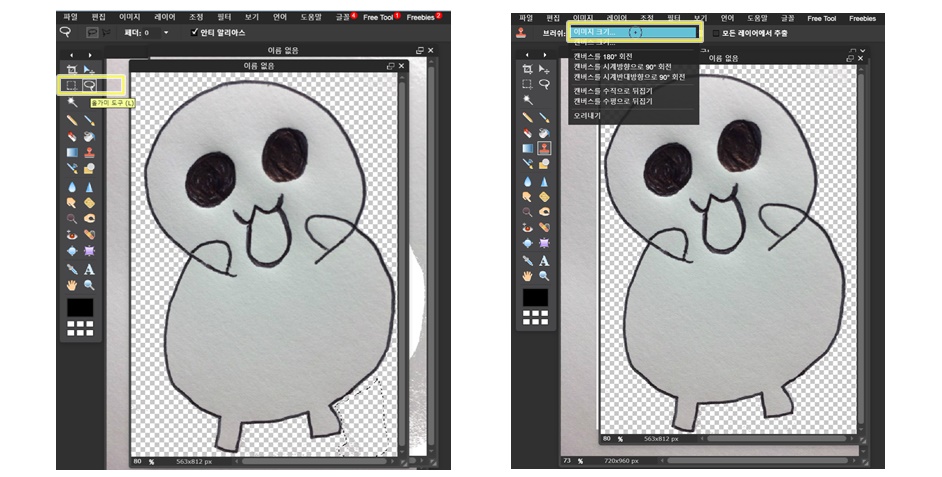 파일 편집 이미지 레이어 조정 필터 보기 언어 도움말 글꼴 4 Free Tool 1 Freebies 2
페더: 0 안티 알리아스
이름 없음
이름 없음
올가미 도구 (L)
A
80 % 563x812 px
파일 편집 이미지 레이어 조정 필터 보기 언어 도움말 글꼴 Free Tool Freebies
브러쉬: 모든 레이어에서 추출
이미지 크기...
캔버스 크기...
캔버스를 180° 회전
캔버스를 시계방향으로 90° 회전
캔버스를 시계반대방향으로 90° 회전
캔버스를 수직으로 뒤집기
캔버스를 수평으로 뒤집기
오려내기
이름 없음
A
80 % 563x812 px
73 % 720x960 px